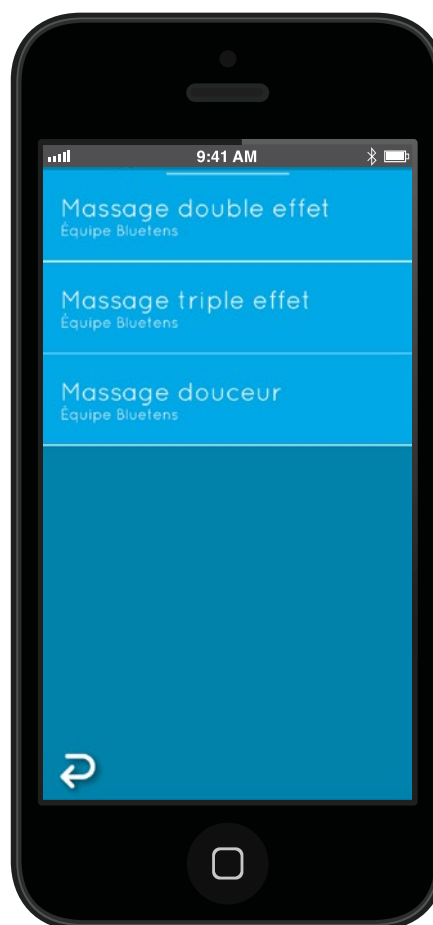 9:41 AM
Massage double effet
Équipe Bluetens
Massage triple effet
Équipe Bluetens
Massage douceur
Équipe Bluetens